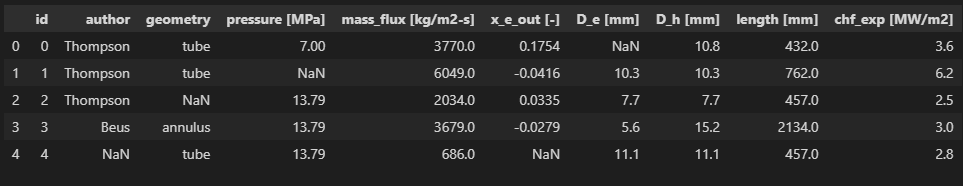 id author geometry pressure [MPa] mass_flux [kg/m2-s] x_e_out [-] D_e [mm] D_h [mm] length [mm] chf_exp [MW/m2]
0 0 Thompson tube 7.00 3770.0 0.1754 NaN 10.8 432.0 3.6
1 1 Thompson tube NaN 6049.0 -0.0416 10.3 10.3 762.0 6.2
2 2 Thompson NaN 13.79 2034.0 0.0335 7.7 7.7 457.0 2.5
3 3 Beus annulus 13.79 3679.0 -0.0279 5.6 15.2 2134.0 3.0
4 4 NaN tube 13.79 686.0 NaN 11.1 11.1 457.0 2.8